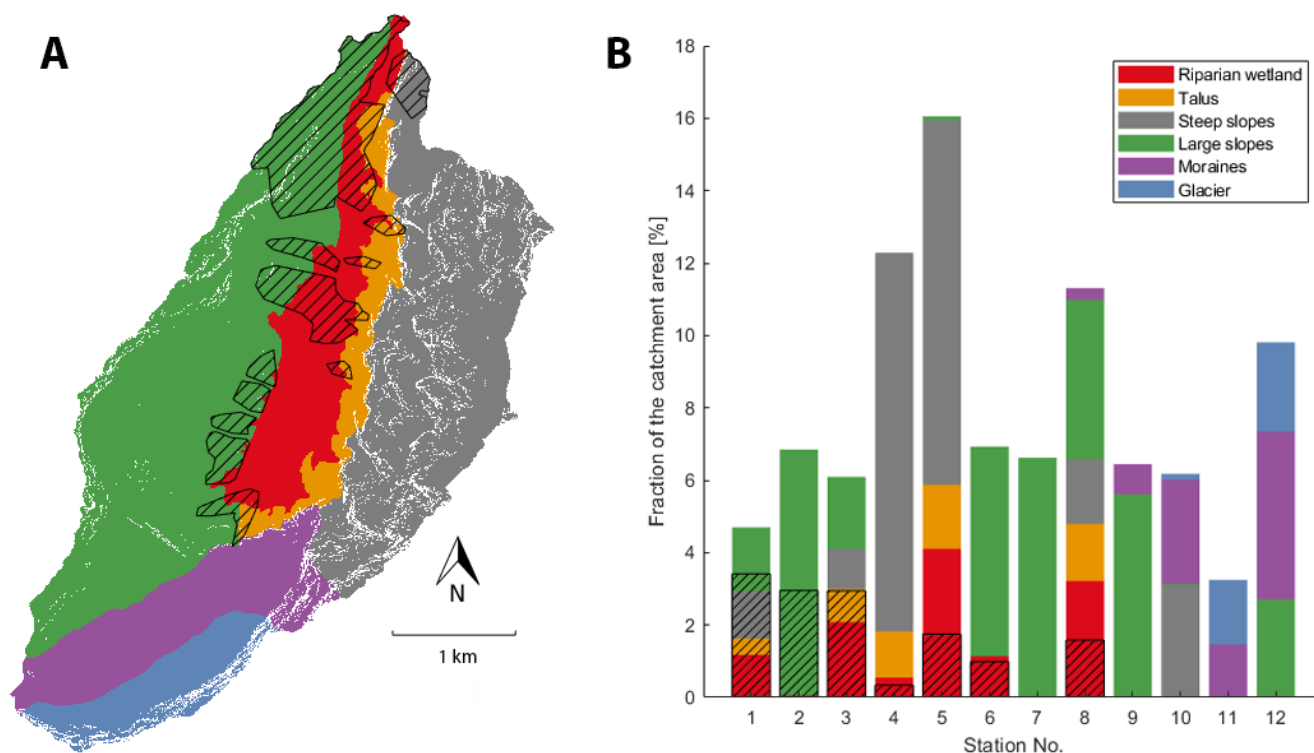 A
N
1 km
B
Fraction of the catchment area [%]
18
16
14
12
10
8
6
4
2
0
Riparian wetland
Talus
Steep slopes
Large slopes
Moraines
Glacier
1 2 3 4 5 6 7 8 9 10 11 12
Station No.